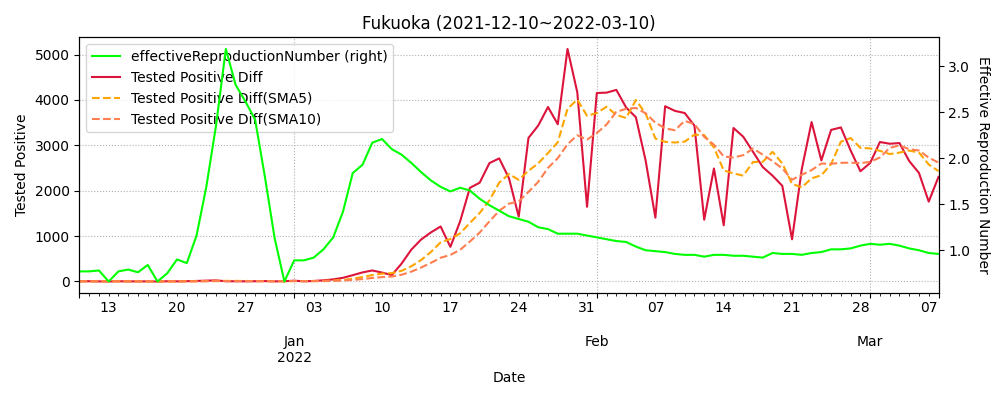 Fukuoka (2021-12-10~2022-03-10)
effectiveReproductionNumber (right)
Tested Positive Diff
Tested Positive Diff(SMA5)
Tested Positive Diff(SMA10)
Tested Positive
5000
4000
3000
2000
1000
0
Effective Reproduction Number
3.0
2.5
2.0
1.5
1.0
13 20 27 03 10 17 24 31 07 14 21 28 07
Jan Feb Mar
2022
Date